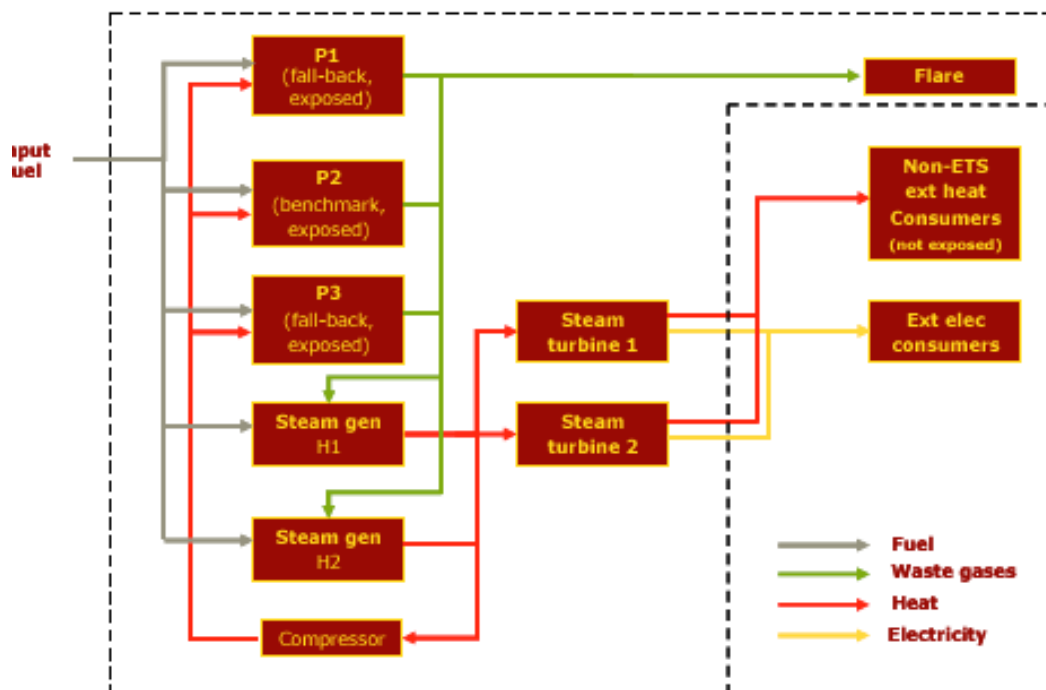 P1
(fall-back,
exposed)
Flare
nput
uel
P2
(benchmark,
exposed)
Non-ETS
ext heat
Consumers
(not exposed)
P3
(fall-back,
exposed)
Steam
turbine 1
Ext elec
consumers
Steam gen
H1
Steam
turbine 2
Steam gen
H2
Compressor
Fuel
Waste gases
Heat
Electricity